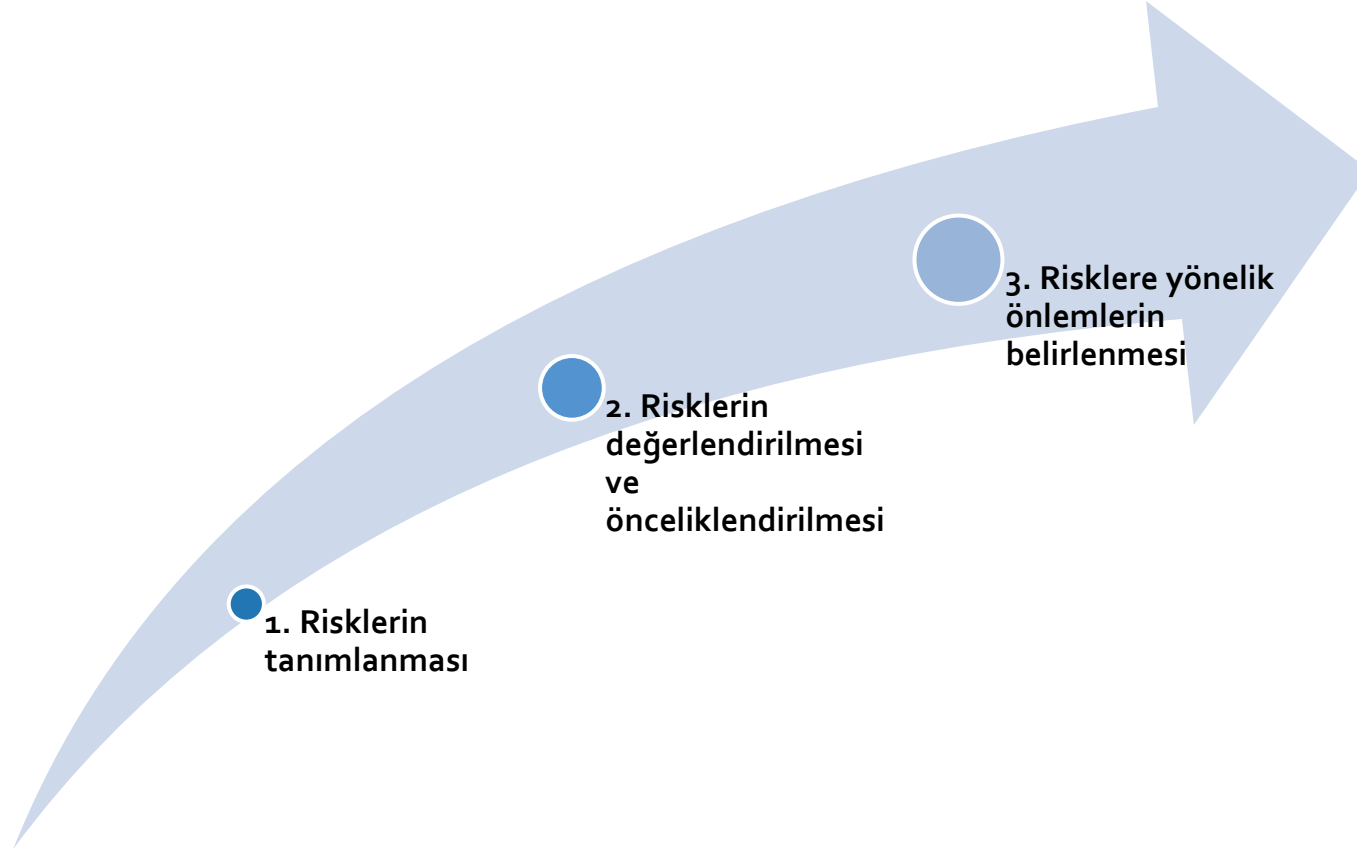 1. Risklerin
tanımlanması
2. Risklerin
değerlendirilmesi
ve
önceliklendirilmesi
3. Risklere yönelik
önlemlerin
belirlenmesi